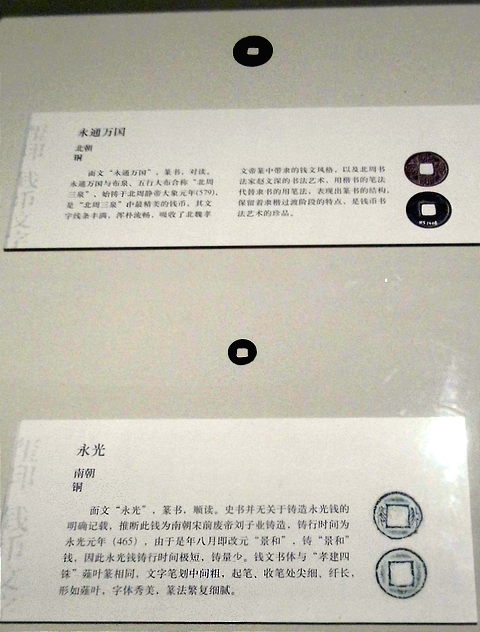 永通万国
北朝
铜
面文“永通万国”，篆书，对读。
永通万国与布泉、五行大布合称“北周
三泉”，始铸于北周静帝大象元年(579)，
是“北周三泉”中最精美的钱币，其文
字线条丰满，浑朴流畅，吸收了北魏孝
文帝篆中带隶的钱文风格，以及北周书
法家赵文深的书法艺术，用楷书的笔法
代替隶书的用笔法，表现出篆书的结构，
保留着隶楷过渡阶段的特点，是钱币书
法艺术的珍品。
永光
南朝
铜
面文“永光”，篆书，顺读。史书并无关于铸造永光钱的
明确记载，推断此钱为南朝宋前废帝刘子业铸造，铸行时间为
永光元年（465），由于是年八月即改元“景和”，铸“景和”
钱，因此永光钱铸行时间极短，铸量少。钱文书体与“孝建四
铢”薤叶篆相同，文字笔划中间粗，起笔、收笔处尖细、纤长，
形如薤叶，字体秀美，篆法繁复细腻。